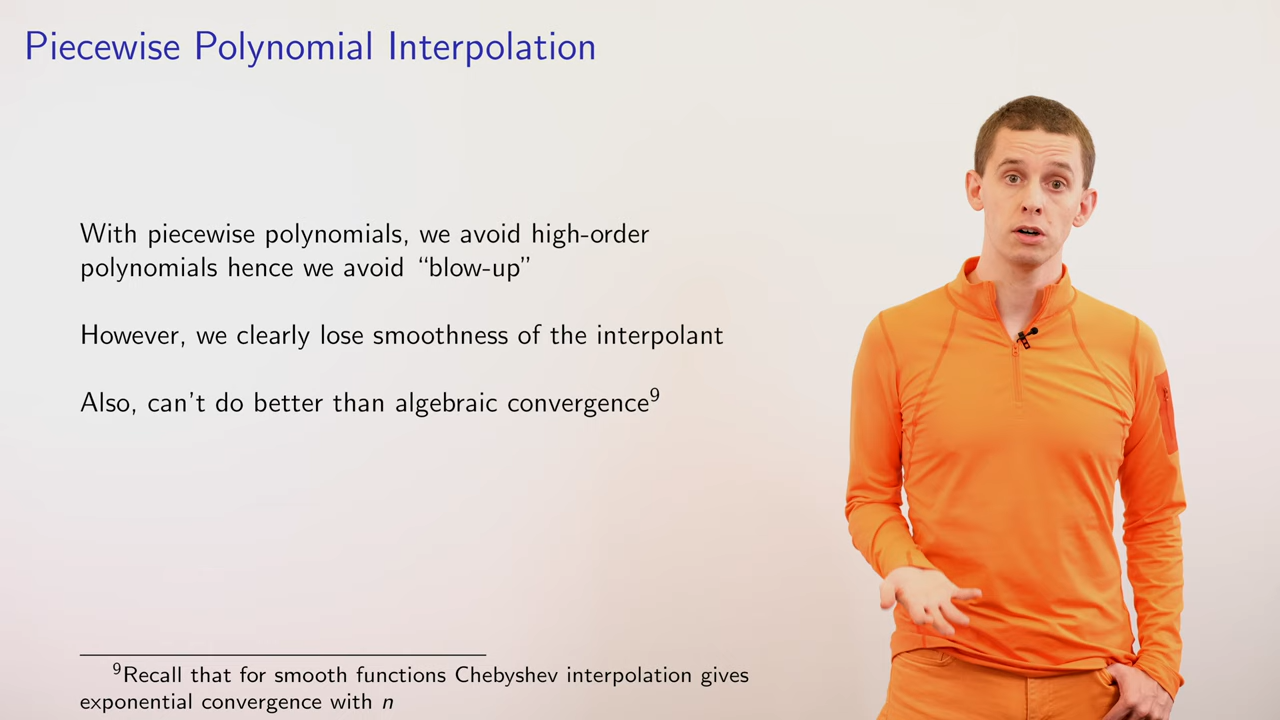 Piecewise Polynomial Interpolation
With piecewise polynomials, we avoid high-order
polynomials hence we avoid “blow-up”
However, we clearly lose smoothness of the interpolant
Also, can't do better than algebraic convergence⁹
⁹Recall that for smooth functions Chebyshev interpolation gives
exponential convergence with n